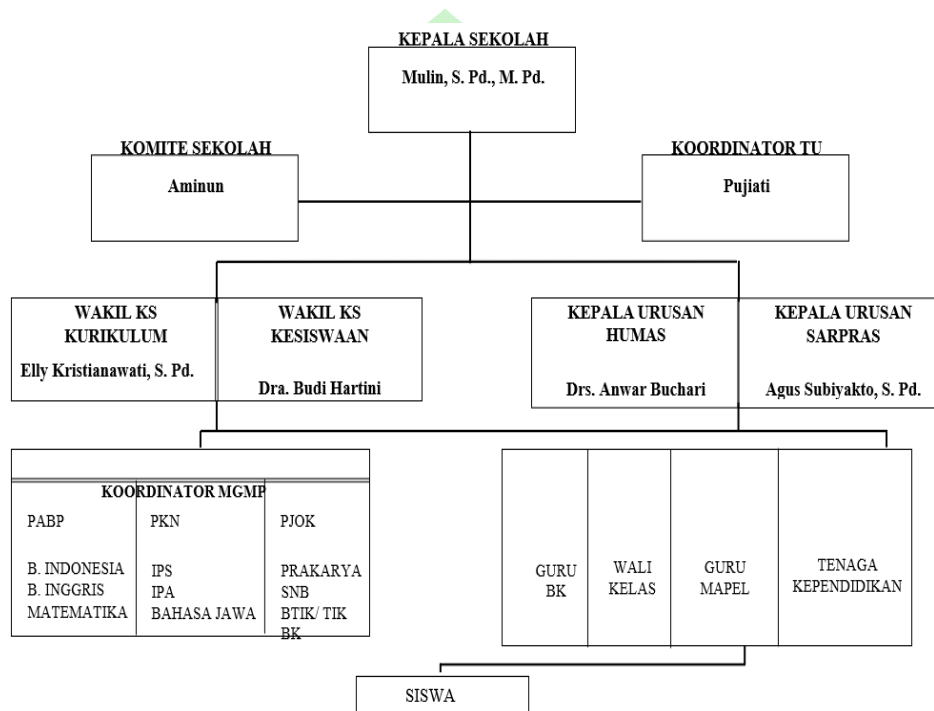 KEPALA SEKOLAH
Mulin, S. Pd., M. Pd.
KOMITE SEKOLAH
Aminun
KOORDINATOR TU
Pujiati
WAKIL KS
KURIKULUM
Elly Kristianawati, S. Pd.
WAKIL KS
KESISWAAN
Dra. Budi Hartini
KEPALA URUSAN
HUMAS
Drs. Anwar Buchari
KEPALA URUSAN
SARPRAS
Agus Subiyakto, S. Pd.
KOORDINATOR MGMP
PABP
B. INDONESIA
B. INGGRIS
MATEMATIKA
PKN
IPS
IPA
BAHASA JAWA
PJOK
PRAKARYA
SNB
BTIK/ TIK
BK
GURU
BK
WALI
KELAS
GURU
MAPEL
TENAGA
KEPENDIDIKAN
SISWA